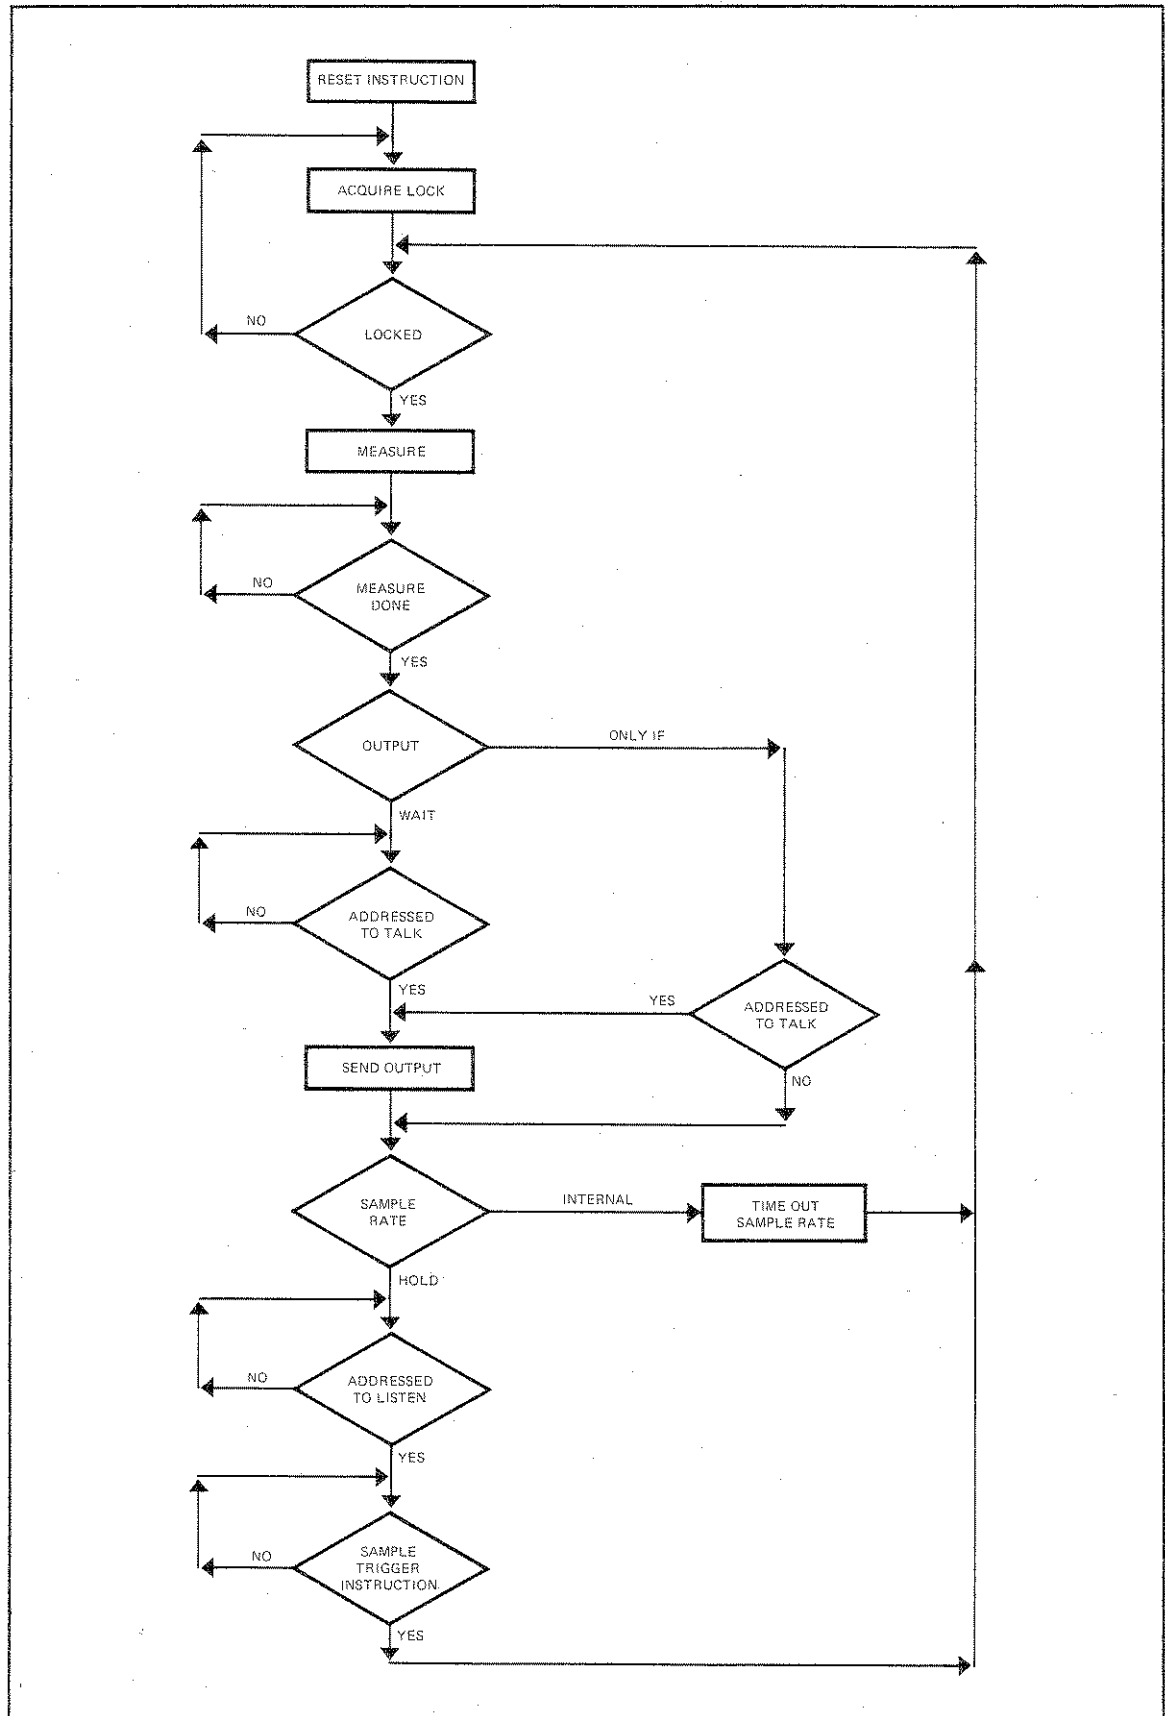 RESET INSTRUCTION
ACQUIRE LOCK
LOCKED
NO
YES
MEASURE
MEASURE
DONE
NO
YES
OUTPUT
ONLY IF
WAIT
ADDRESSED
TO TALK
NO
YES
ADDRESSED
TO TALK
YES
NO
SEND OUTPUT
SAMPLE
RATE
INTERNAL
TIME OUT
SAMPLE RATE
HOLD
ADDRESSED
TO LISTEN
NO
YES
SAMPLE
TRIGGER
INSTRUCTION
NO
YES